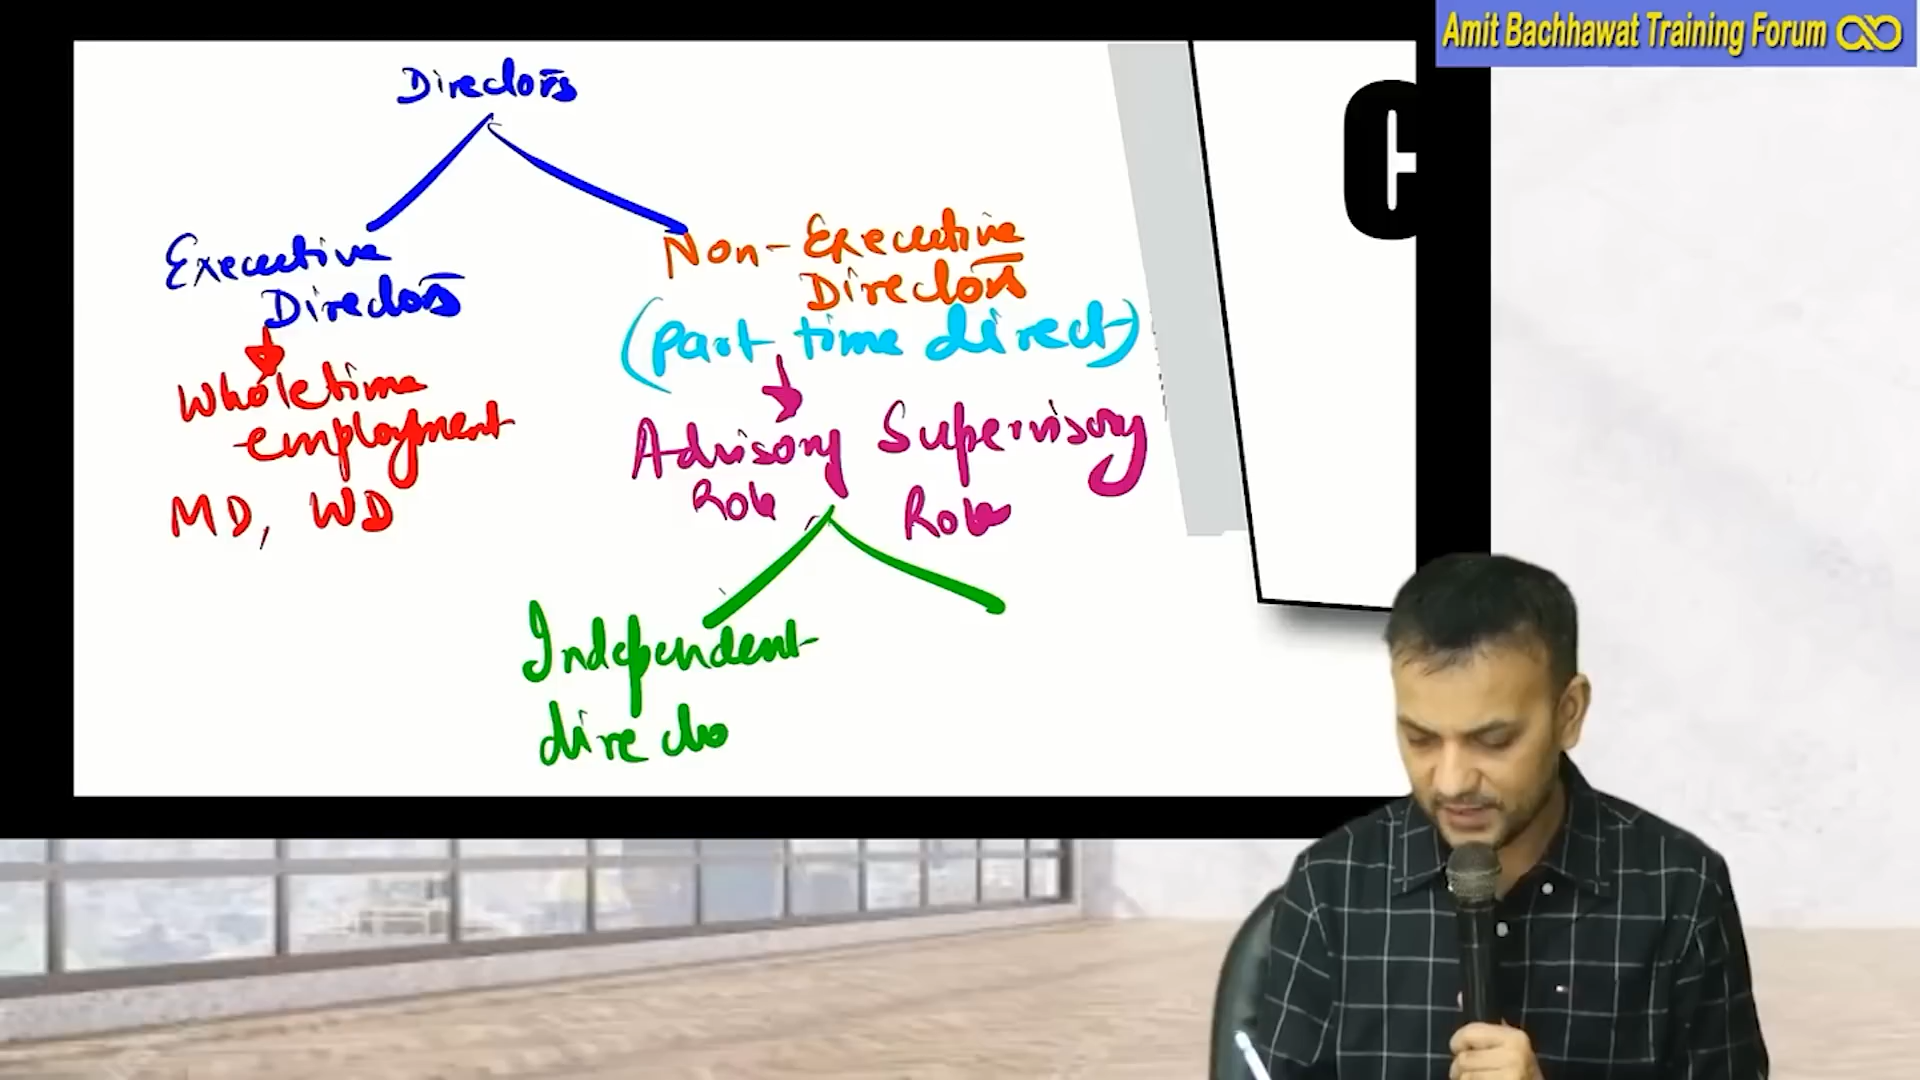 Amit Bachhawat Training Forum
Directors
Executive
Directors
Non-Executive
Directors
(part time direct)
Wholetime
employment
MD, WD
Advisory Supervisory
Role Role
Independent
directo